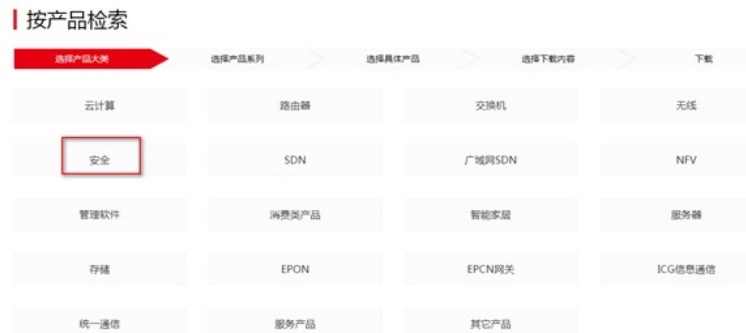 按产品检索
选择产品大类 选择产品系列 选择具体产品 选择下载内容 下载
云计算 路由器 交换机 无线
安全 SDN 广域网SDN NFV
管理软件 消费类产品 智能家居 服务器
存储 EPON EPCN网关 ICG信息通信
统一通信 服务产品 其它产品